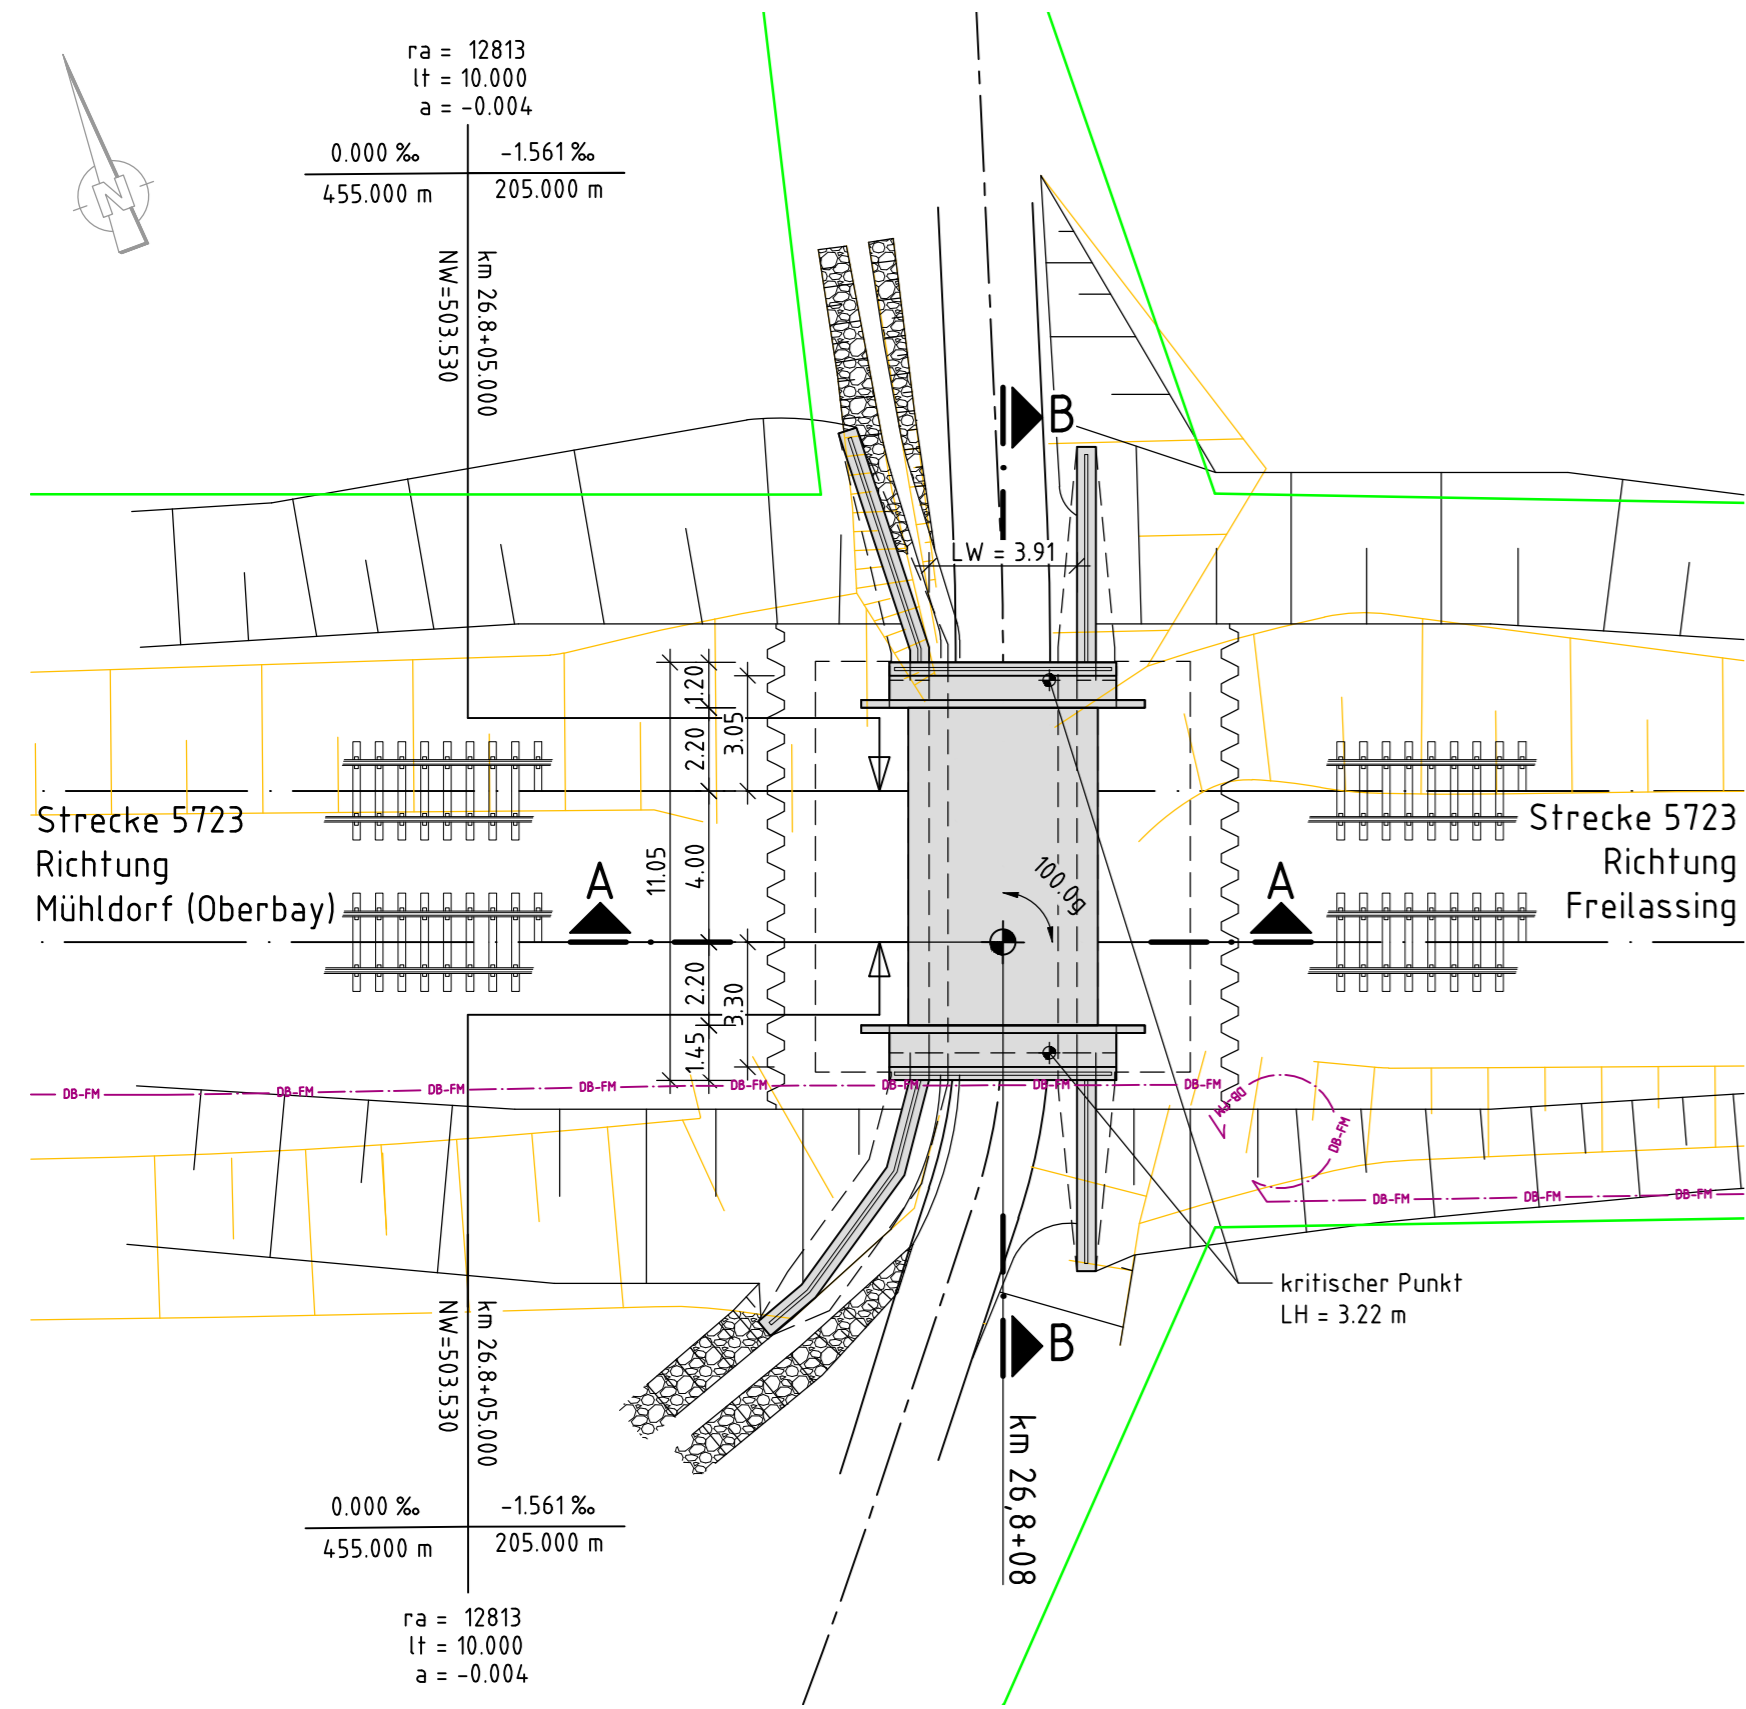 ra = 12813
lt = 10.000
a = -0.004
0.000 ‰
-1.561 ‰
455.000 m
205.000 m
N
km 26.8+05.000
NW=503.530
B
LW = 3.91
1.20
2.20
3.05
4.00
11.05
2.20
3.30
1.45
100.0g
Strecke 5723
Richtung
Mühldorf (Oberbay)
A
A
Strecke 5723
Richtung
Freilassing
DB-FM
DB-FM
DB-FM
DB-FM
DB-FM
DB-FM
DB-FM
DB-FM
DB-FM
DB-FM
DB-FM
DB-FM
DB-FM
kritischer Punkt
LH = 3.22 m
B
km 26,8+08
km 26.8+05.000
NW=503.530
0.000 ‰
-1.561 ‰
455.000 m
205.000 m
ra = 12813
lt = 10.000
a = -0.004